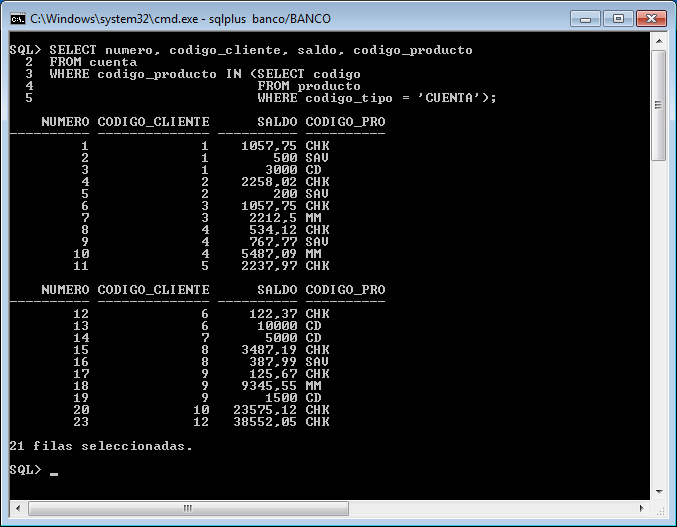 C:\Windows\system32\cmd.exe - sqlplus banco/BANCO
SQL> SELECT numero, codigo_cliente, saldo, codigo_producto
  2  FROM cuenta
  3  WHERE codigo_producto IN (SELECT codigo
  4                            FROM producto
  5                            WHERE codigo_tipo = 'CUENTA');
    NUMERO CODIGO_CLIENTE      SALDO CODIGO_PRO
---------- -------------- ---------- ----------
         1              1    1057,75 CHK
         2              1        500 SAV
         3              1       3000 CD
         4              2    2258,02 CHK
         5              2        200 SAV
         6              3    1057,75 CHK
         7              3     2212,5 MM
         8              4     534,12 CHK
         9              4     767,77 SAV
        10              4    5487,09 MM
        11              5    2237,97 CHK
    NUMERO CODIGO_CLIENTE      SALDO CODIGO_PRO
---------- -------------- ---------- ----------
        12              6     122,37 CHK
        13              6      10000 CD
        14              7       5000 CD
        15              8    3487,19 CHK
        16              8     387,99 SAV
        17              9     125,67 CHK
        18              9    9345,55 MM
        19              9       1500 CD
        20             10   23575,12 CHK
        23             12   38552,05 CHK
21 filas seleccionadas.
SQL> _